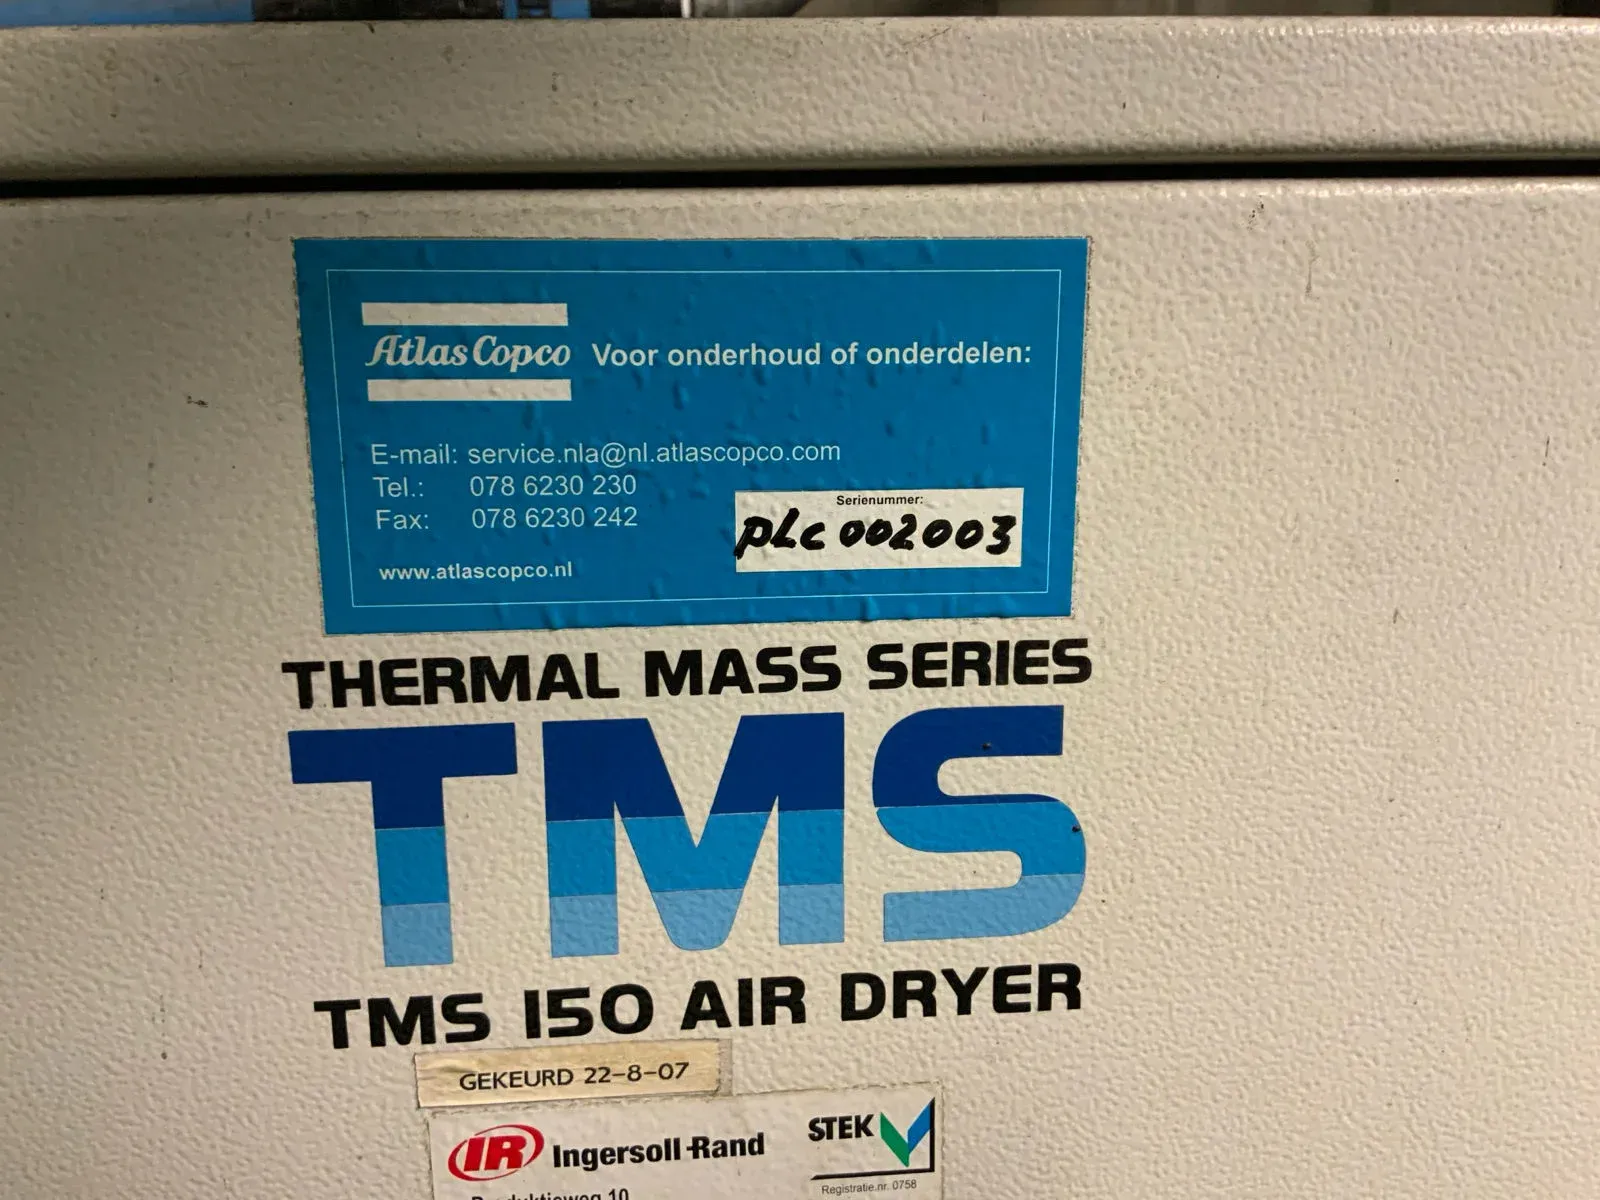 Atlas Copco Voor onderhoud of onderdelen:
E-mail: service.nla@nl.atlascopco.com
Tel.: 078 6230 230
Fax: 078 6230 242
www.atlascopco.nl
Serienummer:
pLc 002003
THERMAL MASS SERIES
TMS
TMS 150 AIR DRYER
GEKEURD 22-8-07
IR Ingersoll-Rand
STEK
Registratie.nr. 0758
10